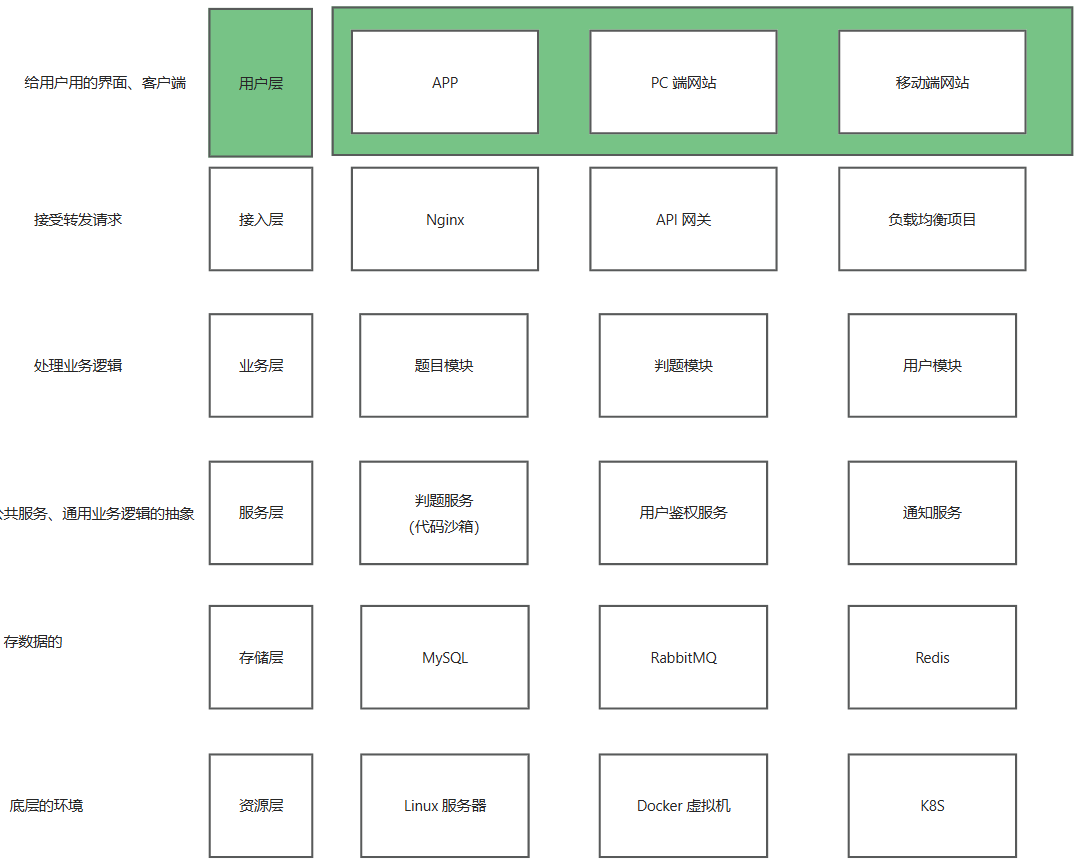 给用户用的界面、客户端
用户层
APP
PC 端网站
移动端网站
接受转发请求
接入层
Nginx
API 网关
负载均衡项目
处理业务逻辑
业务层
题目模块
判题模块
用户模块
共服务、通用业务逻辑的抽象
服务层
判题服务
（代码沙箱）
用户鉴权服务
通知服务
存数据的
存储层
MySQL
RabbitMQ
Redis
底层的环境
资源层
Linux 服务器
Docker 虚拟机
K8S